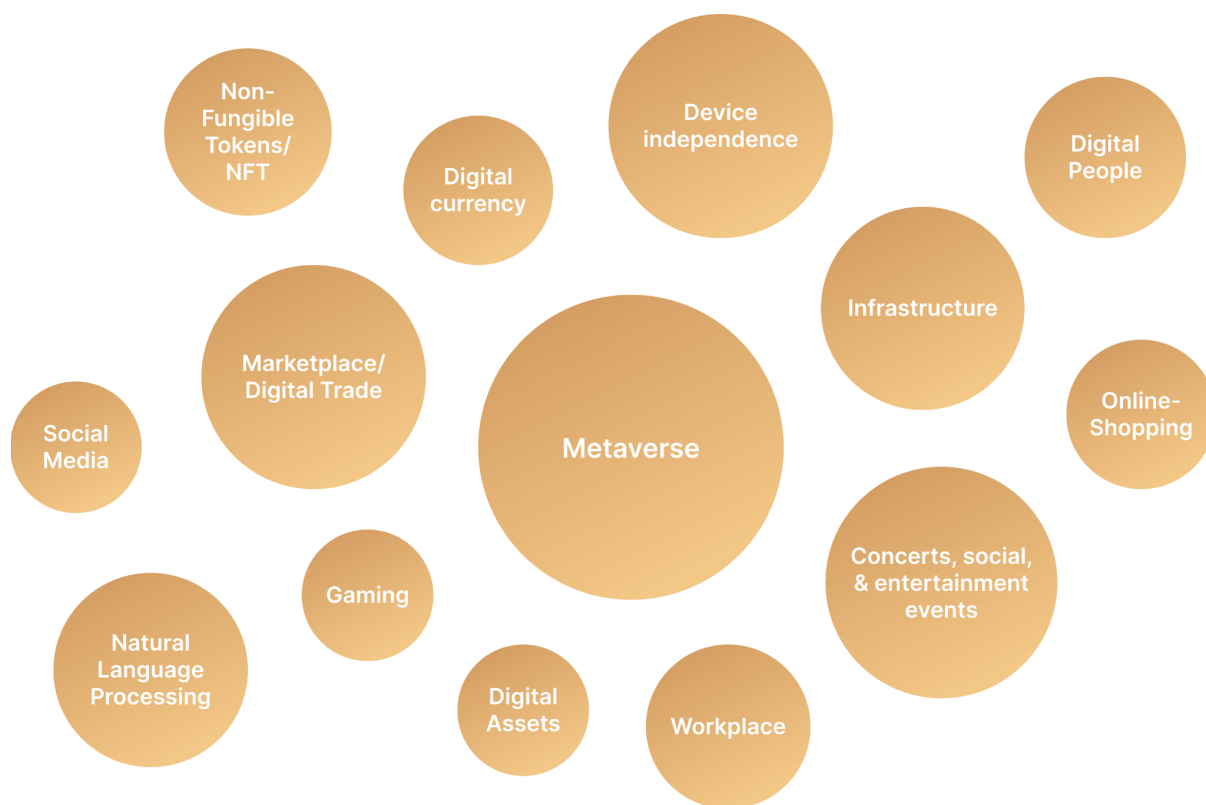 Non-
Fungible
Tokens/
NFT
Digital
currency
Device
independence
Digital
People
Infrastructure
Marketplace/
Digital Trade
Metaverse
Online-
Shopping
Social
Media
Concerts, social,
& entertainment
events
Gaming
Natural
Language
Processing
Digital
Assets
Workplace